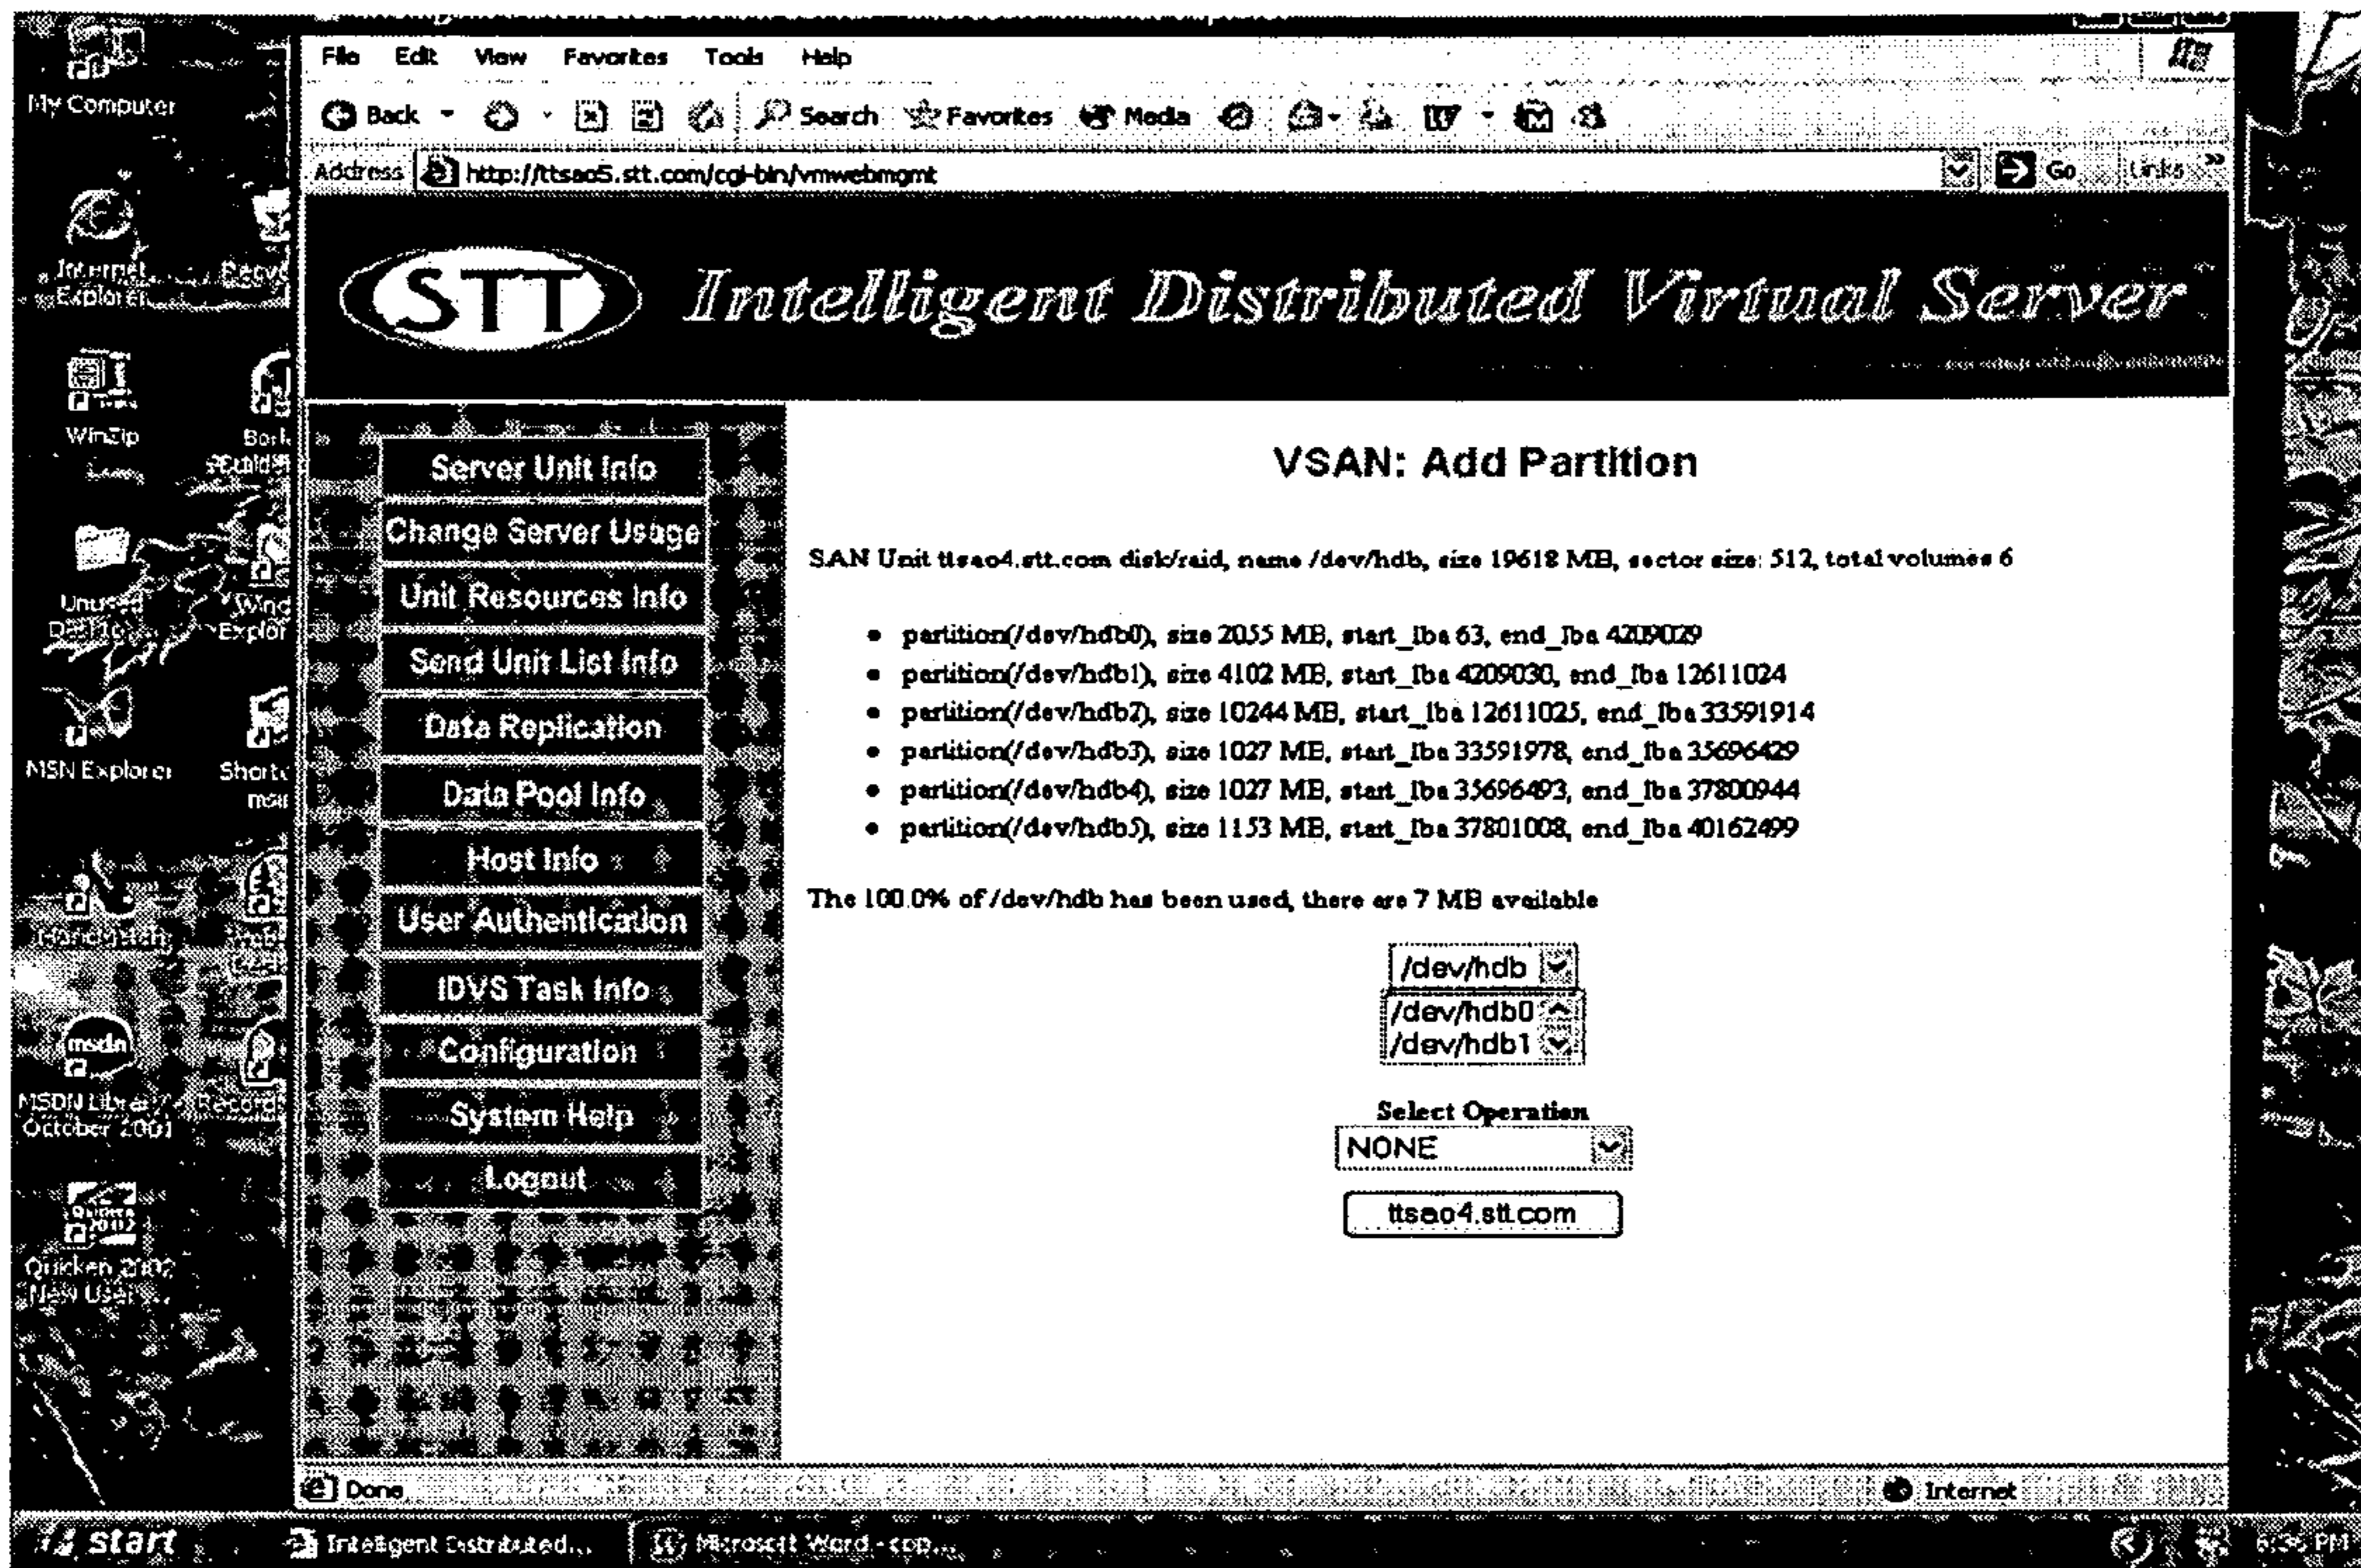 My Computer
Internet
Explorer
WinZip
Unused
MSN Explorer
MSDN Library
October 2001
Quicken 2002
New User ...
File Edit View Favorites Tools Help
Back Search Favorites Media
Address http://ttsao5.stt.com/cgi-bin/vmwebmgmt Go Links »
STT Intelligent Distributed Virtual Server
Server Unit Info
Change Server Usage
Unit Resources Info
Send Unit List Info
Data Replication
Data Pool Info
Host Info
User Authentication
IDVS Task Info
Configuration
System Help
Logout
VSAN: Add Partition
SAN Unit ttsao4.stt.com disk/raid, name /dev/hdb, size 19618 MB, sector size: 512, total volumes 6
• partition(/dev/hdb0), size 2055 MB, start_lba 63, end_lba 4209029
• partition(/dev/hdb1), size 4102 MB, start_lba 4209030, end_lba 12611024
• partition(/dev/hdb2), size 10244 MB, start_lba 12611025, end_lba 33591914
• partition(/dev/hdb3), size 1027 MB, start_lba 33591978, end_lba 35696429
• partition(/dev/hdb4), size 1027 MB, start_lba 35696493, end_lba 37800944
• partition(/dev/hdb5), size 1153 MB, start_lba 37801008, end_lba 40162499
The 100.0% of /dev/hdb has been used, there are 7 MB available
/dev/hdb
/dev/hdb0
/dev/hdb1
Select Operation
NONE
ttsao4.stt.com
Done Internet
start Intelligent Distributed... Microsoft Word - cop... 6:36 PM